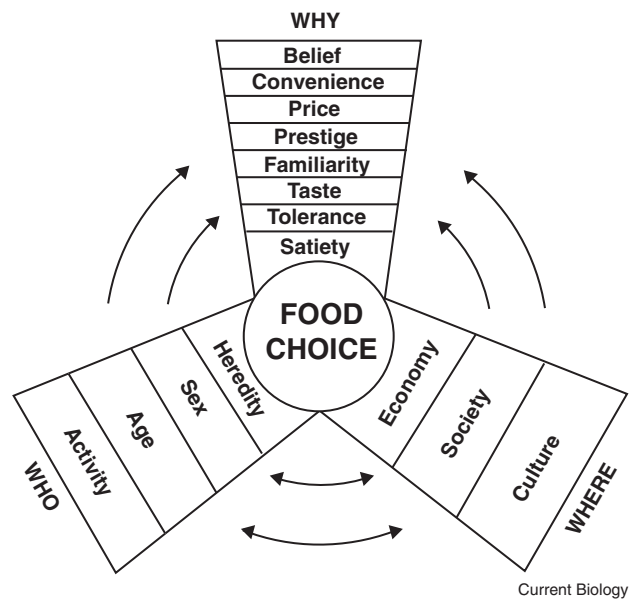 WHY
Belief
Convenience
Price
Prestige
Familiarity
Taste
Tolerance
Satiety
FOOD
CHOICE
Heredity
Sex
Age
Activity
WHO
Economy
Society
Culture
WHERE
Current Biology